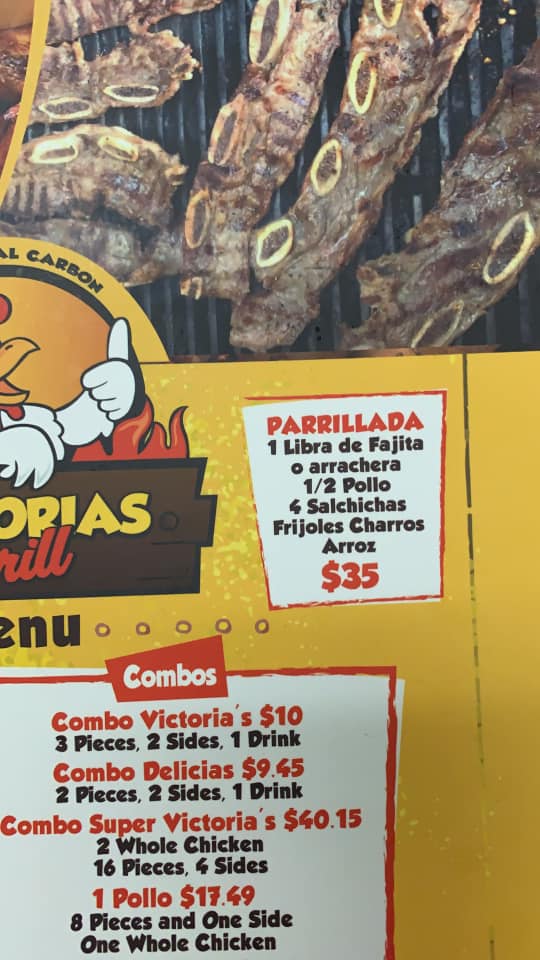 AL CARBON
PARRILLADA
1 Libra de Fajita
o arrachera
1/2 Pollo
4 Salchichas
Frijoles Charros
Arroz
$35
ORIAS
rill
enu
Combos
Combo Victoria's $10
3 Pieces, 2 Sides, 1 Drink
Combo Delicias $9.45
2 Pieces, 2 Sides, 1 Drink
Combo Super Victoria's $40.15
2 Whole Chicken
16 Pieces, 4 Sides
1 Pollo $17.49
8 Pieces and One Side
One Whole Chicken